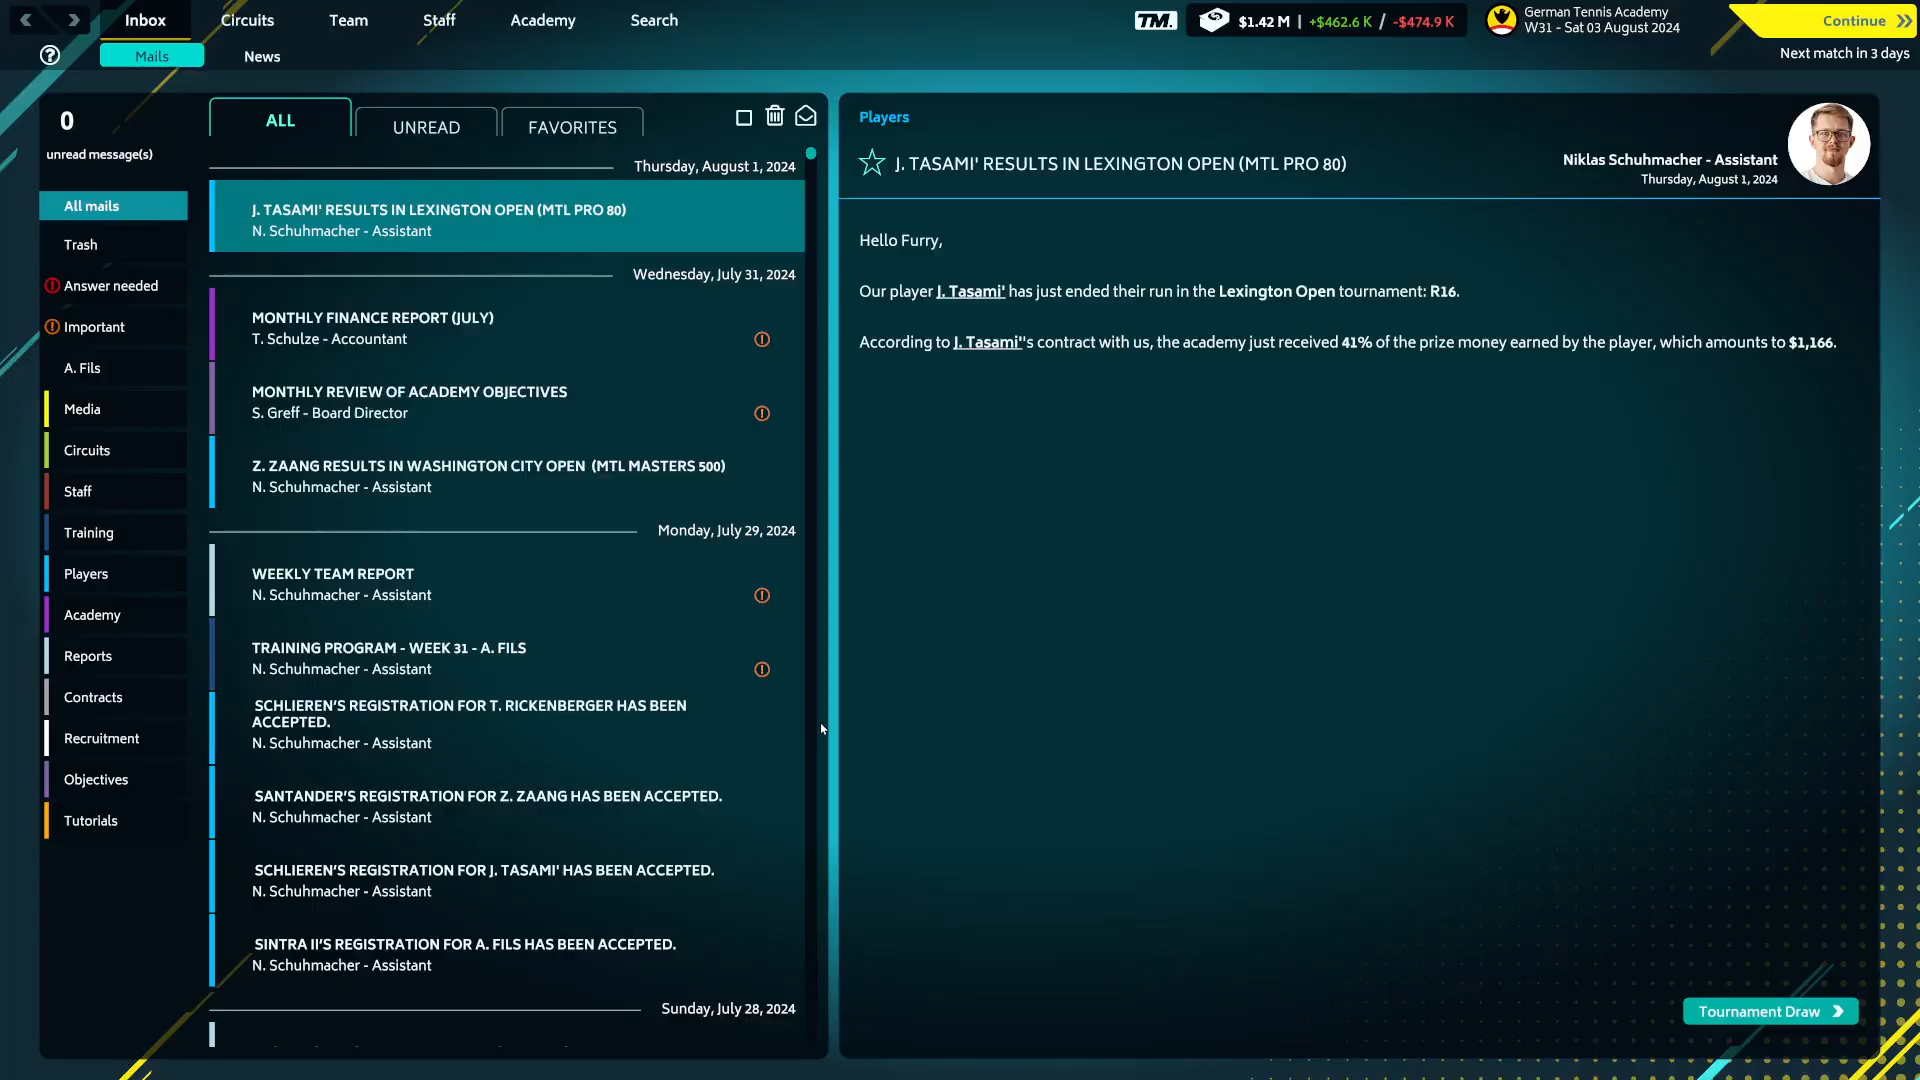 Inbox
Circuits
Team
Staff
Academy
Search
TM.
$1.42 M | +$462.6 K / -$474.9 K
German Tennis Academy
W31 - Sat 03 August 2024
Continue
Next match in 3 days
Mails
News
0
unread message(s)
All mails
Trash
Answer needed
Important
A. Fils
Media
Circuits
Staff
Training
Players
Academy
Reports
Contracts
Recruitment
Objectives
Tutorials
ALL
UNREAD
FAVORITES
Thursday, August 1, 2024
J. TASAMI' RESULTS IN LEXINGTON OPEN (MTL PRO 80)
N. Schuhmacher - Assistant
Wednesday, July 31, 2024
MONTHLY FINANCE REPORT (JULY)
T. Schulze - Accountant
MONTHLY REVIEW OF ACADEMY OBJECTIVES
S. Greff - Board Director
Z. ZAANG RESULTS IN WASHINGTON CITY OPEN (MTL MASTERS 500)
N. Schuhmacher - Assistant
Monday, July 29, 2024
WEEKLY TEAM REPORT
N. Schuhmacher - Assistant
TRAINING PROGRAM - WEEK 31 - A. FILS
N. Schuhmacher - Assistant
SCHLIEREN'S REGISTRATION FOR T. RICKENBERGER HAS BEEN
ACCEPTED.
N. Schuhmacher - Assistant
SANTANDER'S REGISTRATION FOR Z. ZAANG HAS BEEN ACCEPTED.
N. Schuhmacher - Assistant
SCHLIEREN'S REGISTRATION FOR J. TASAMI' HAS BEEN ACCEPTED.
N. Schuhmacher - Assistant
SINTRA II'S REGISTRATION FOR A. FILS HAS BEEN ACCEPTED.
N. Schuhmacher - Assistant
Sunday, July 28, 2024
Players
J. TASAMI' RESULTS IN LEXINGTON OPEN (MTL PRO 80)
Niklas Schuhmacher - Assistant
Thursday, August 1, 2024
Hello Furry,
Our player J. Tasami' has just ended their run in the Lexington Open tournament: R16.
According to J. Tasami''s contract with us, the academy just received 41% of the prize money earned by the player, which amounts to $1,166.
Tournament Draw